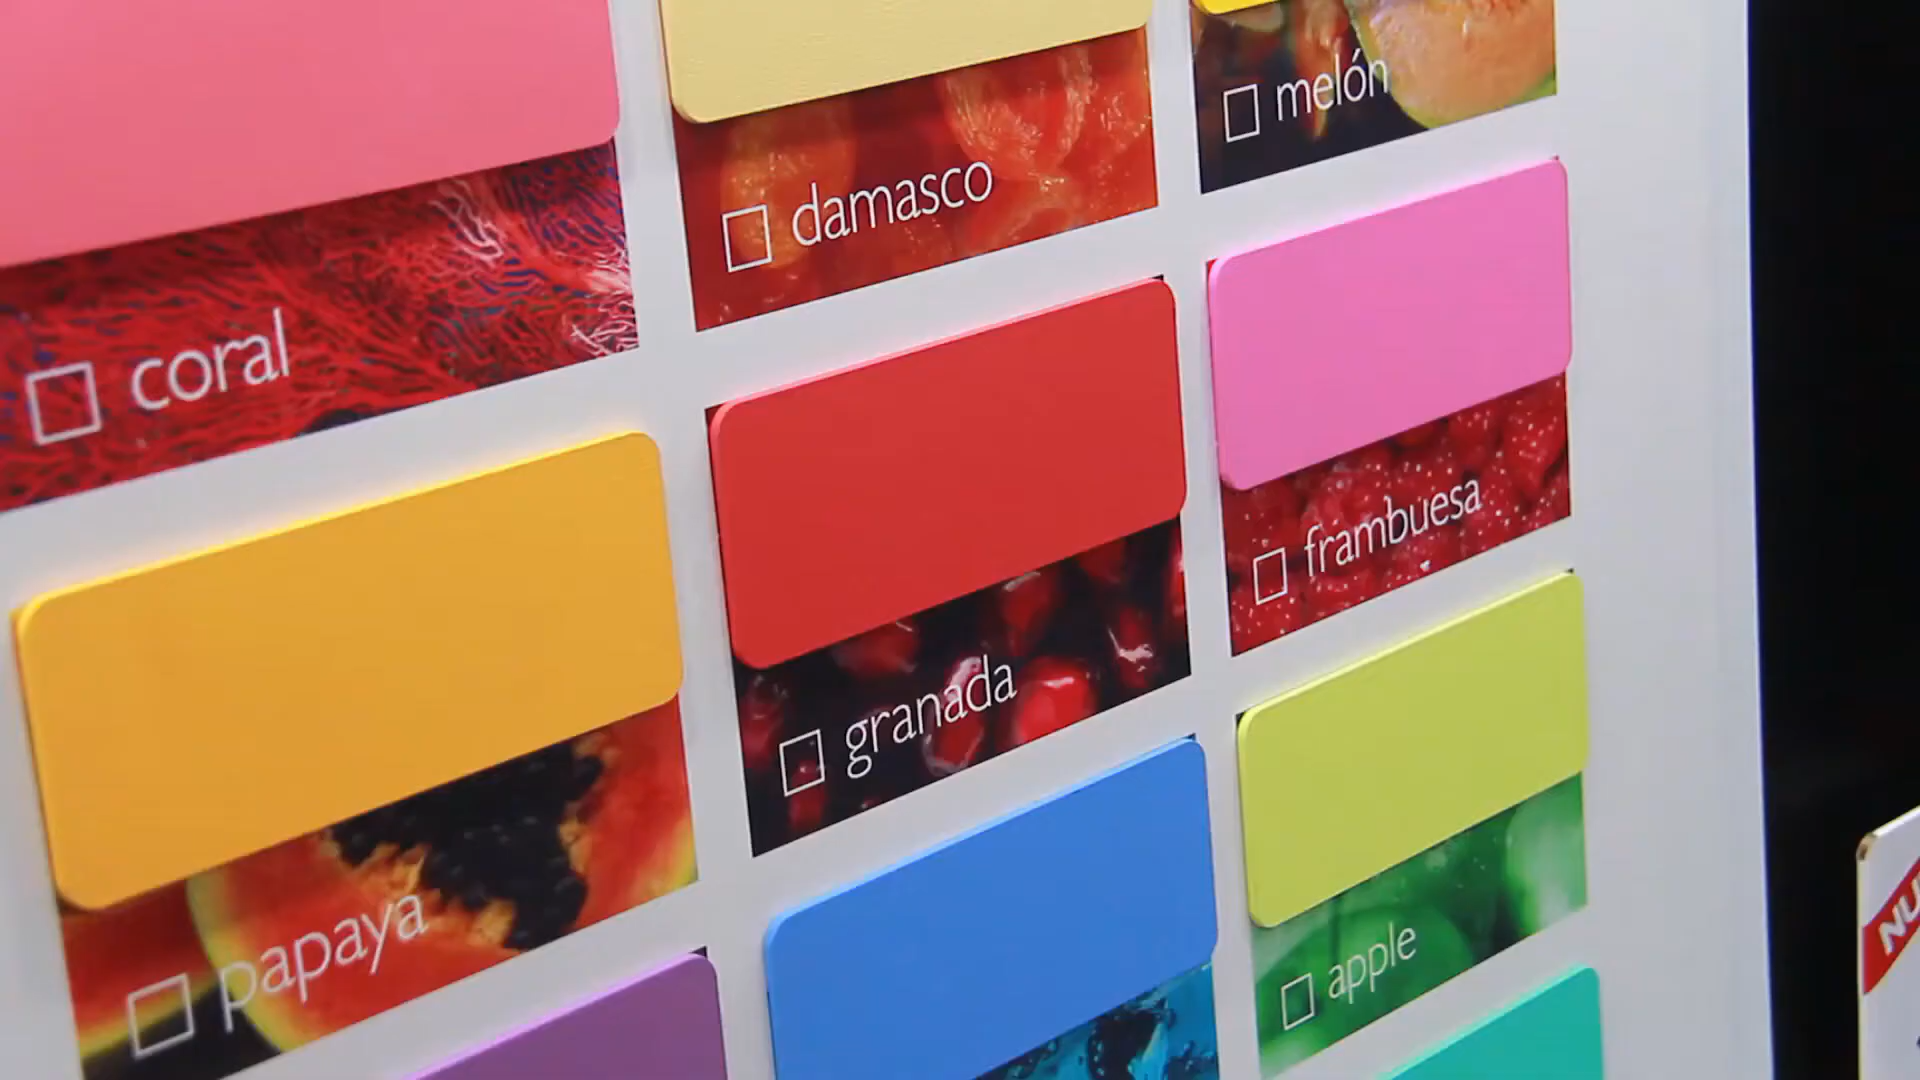 coral
damasco
melón
papaya
granada
frambuesa
apple